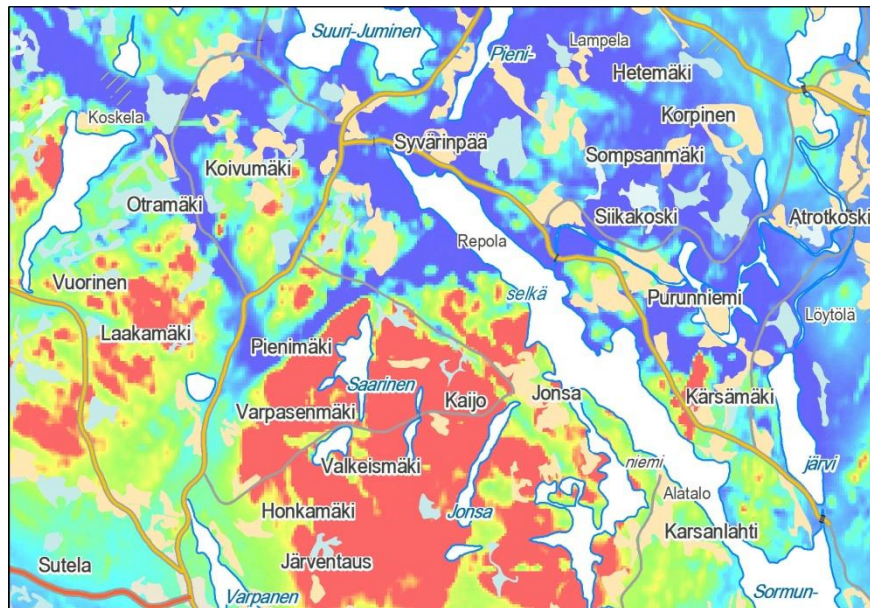 Suuri-Juminen
Pieni-
Lampela
Hetemäki
Koskela
Korpinen
Syvärinpää
Koivumäki
Sompsanmäki
Otramäki
Siikakoski
Atrotkoski
Repola
Vuorinen
Purunniemi
selkä
Löytölä
Laakamäki
Pienimäki
Saarinen
Kaijo
Jonsa
Kärsämäki
Varpasenmäki
Valkeismäki
niemi
järvi
Alatalo
Honkamäki
Jonsa
Karsanlahti
Järventaus
Sutela
Varpanen
Sormun-